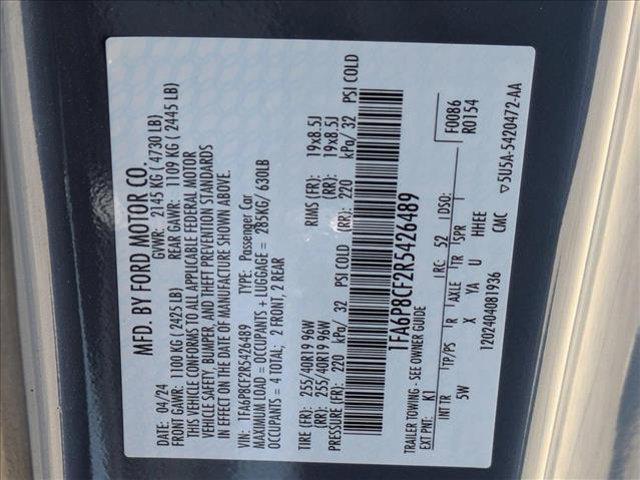 MFD. BY FORD MOTOR CO.
DATE: 04/24 GVWR: 2145 KG ( 4730 LB)
FRONT GAWR: 1100 KG ( 2425 LB) REAR GAWR: 1109 KG ( 2445 LB)
THIS VEHICLE CONFORMS TO ALL APPLICABLE FEDERAL MOTOR
VEHICLE SAFETY, BUMPER, AND THEFT PREVENTION STANDARDS
IN EFFECT ON THE DATE OF MANUFACTURE SHOWN ABOVE.
VIN: 1FA6P8CF2R5426489 TYPE: Passenger Car
MAXIMUM LOAD = OCCUPANTS + LUGGAGE = 285KG/ 630LB
OCCUPANTS = 4 TOTAL; 2 FRONT, 2 REAR
TIRE (FR): 255/40R19 96W RIMS (FR): 19x8.5J
(RR): 255/40R19 96W (RR): 19x8.5J
PRESSURE (FR): 220 kPa/ 32 PSI COLD (RR): 220 kPa/ 32 PSI COLD
1FA6P8CF2R5426489
TRAILER TOWING - SEE OWNER GUIDE
F0086
R0154
EXT PNT: K1 RC: 52 DSO:
INT TR TP/PS R AXLE TR SPR
5W X YA U HHEE
1202404081936 CMC ▽5U5A-5420472-AA